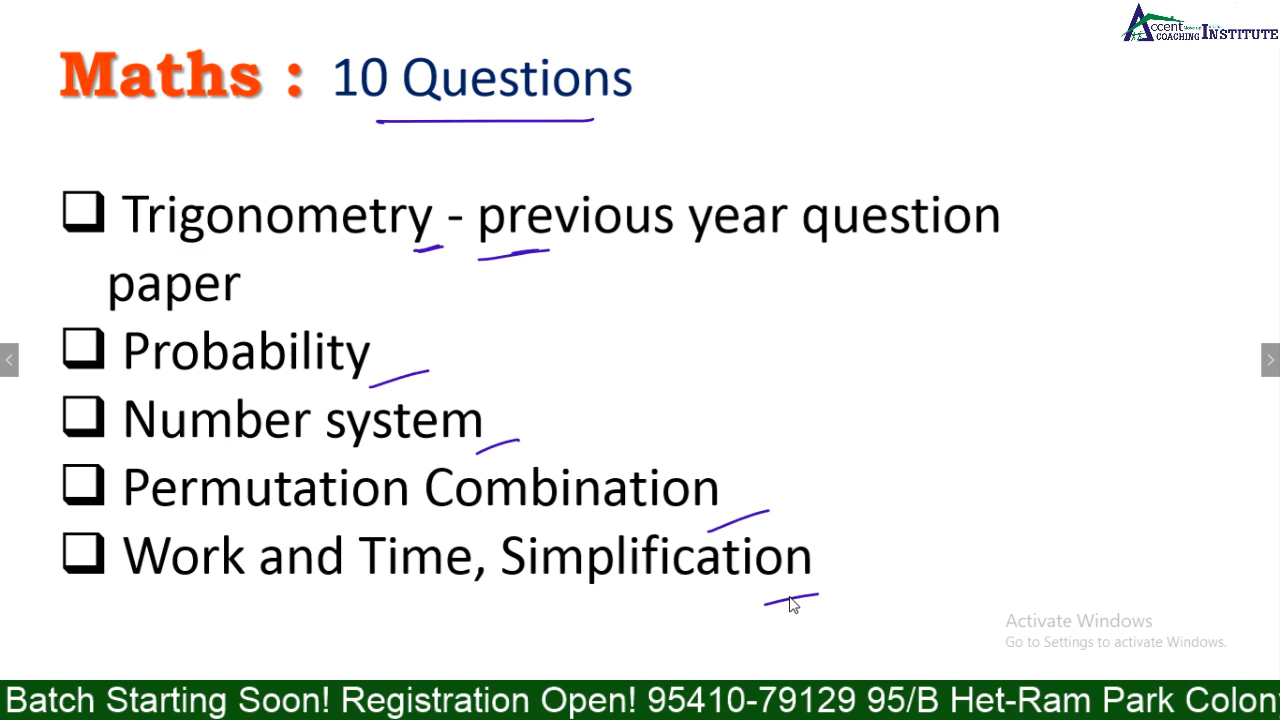 Accent
COACHING INSTITUTE
Maths : 10 Questions
Trigonometry - previous year question
paper
Probability
Number system
Permutation Combination
Work and Time, Simplification
Activate Windows
Go to Settings to activate Windows.
Batch Starting Soon! Registration Open! 95410-79129 95/B Het-Ram Park Colon